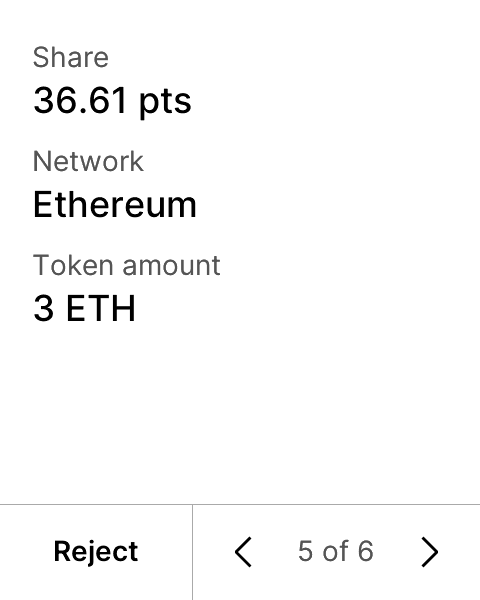 Share
36.61 pts
Network
Ethereum
Token amount
3 ETH
Reject
5 of 6